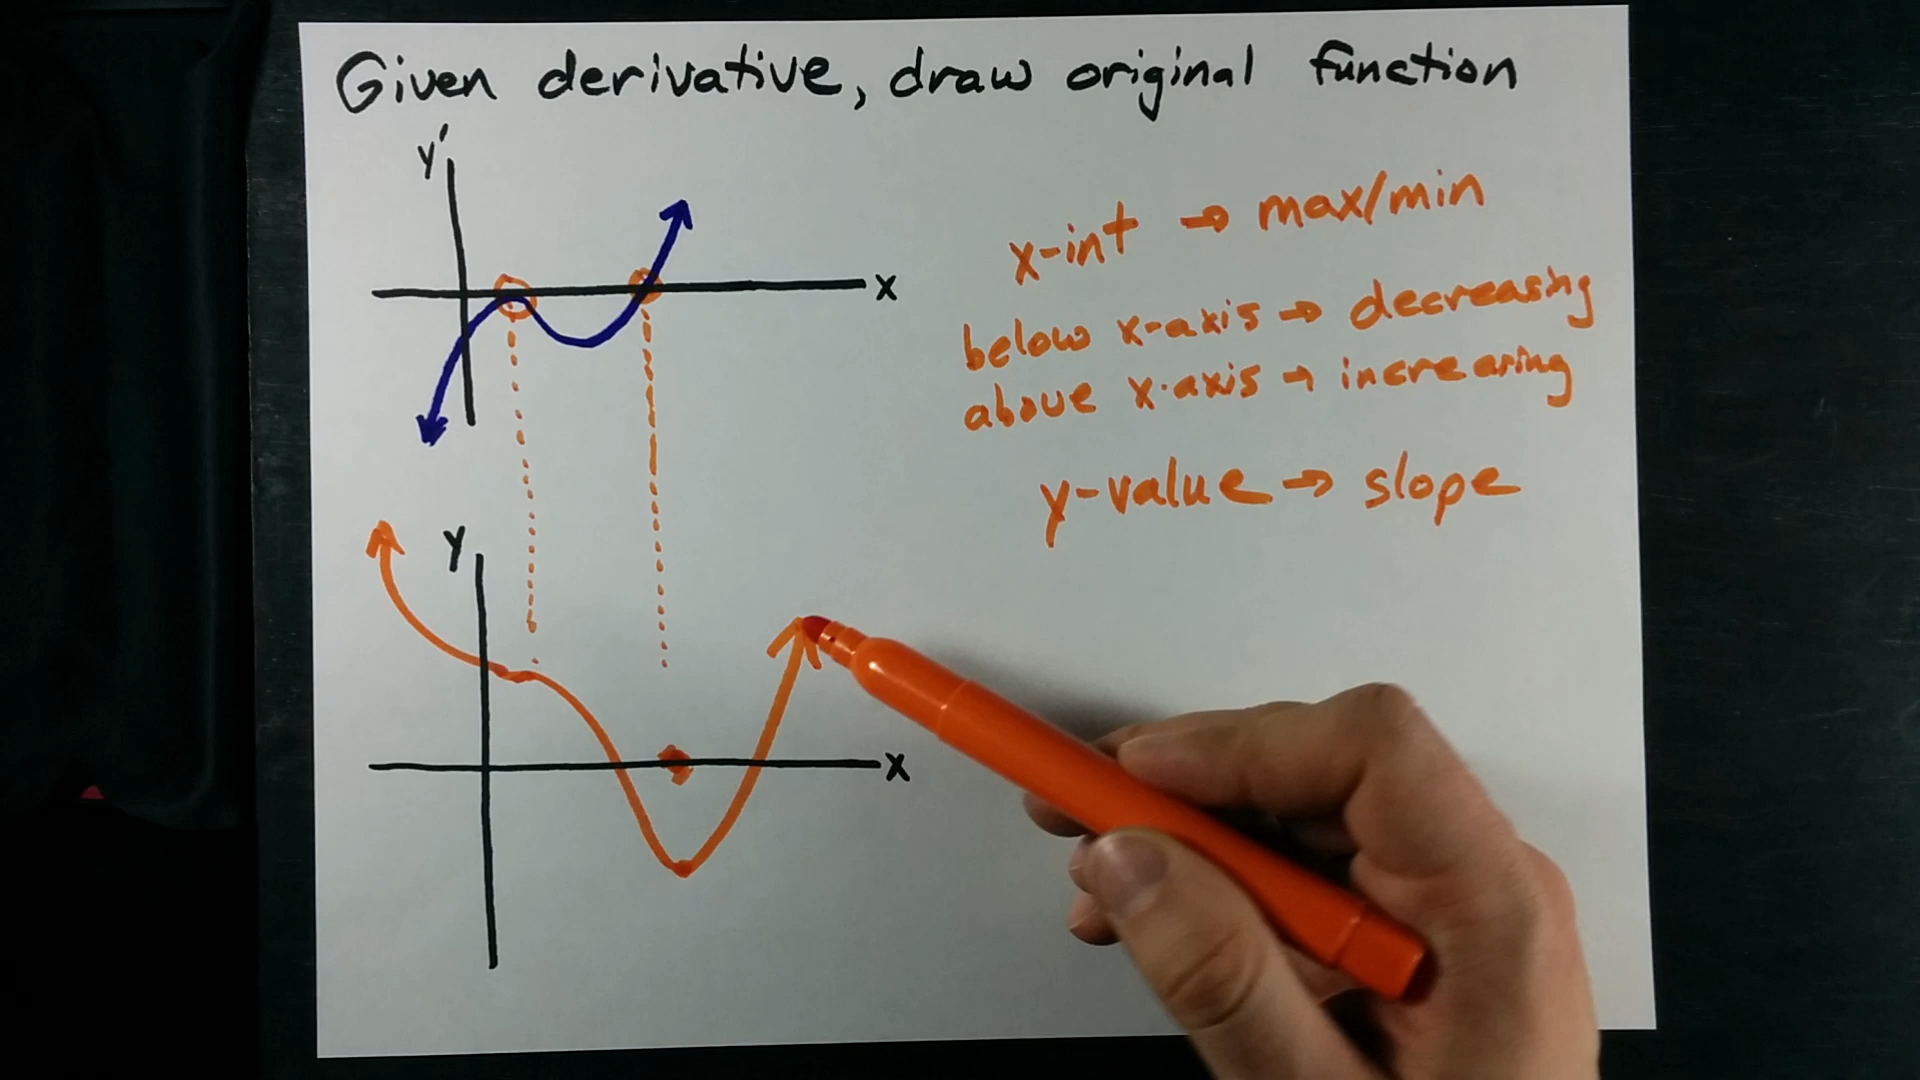 Given derivative, draw original function
y'
x
x-int → max/min
below x-axis → decreasing
above x-axis → increasing
y-value → slope
y
x